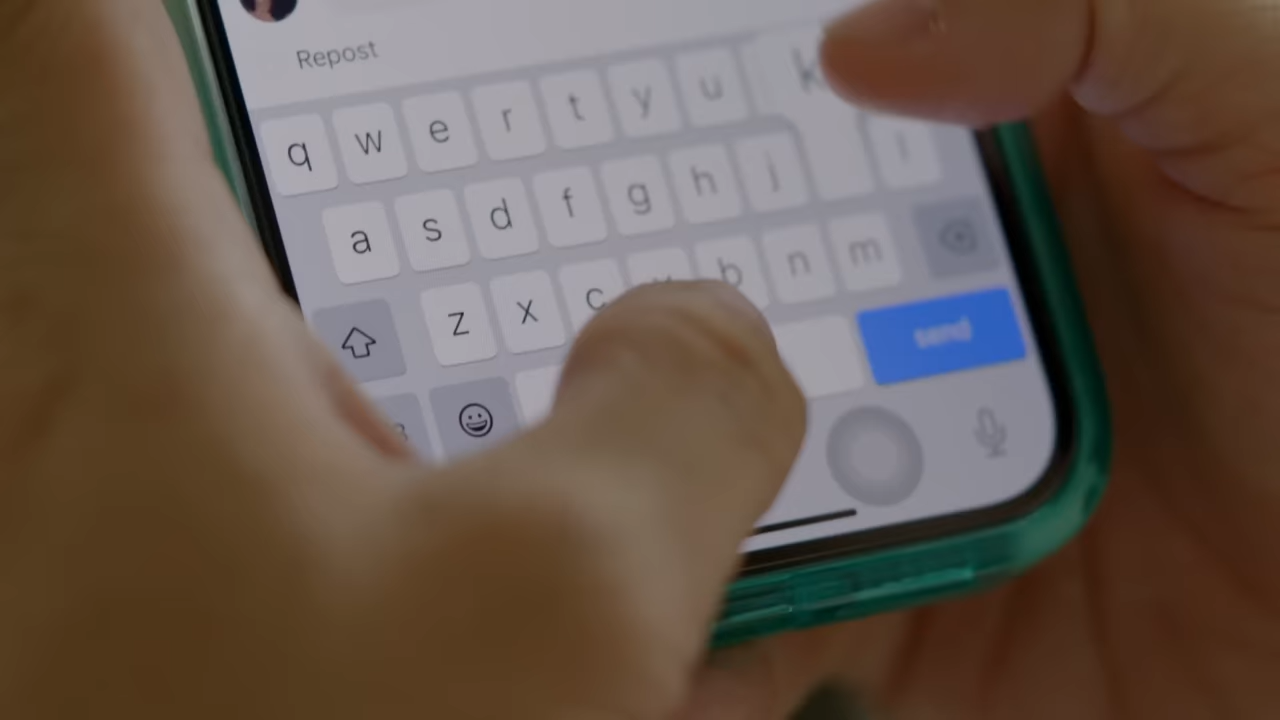 Repost
q w e r t y u
a s d f g h j k l
z x c v b n m
send